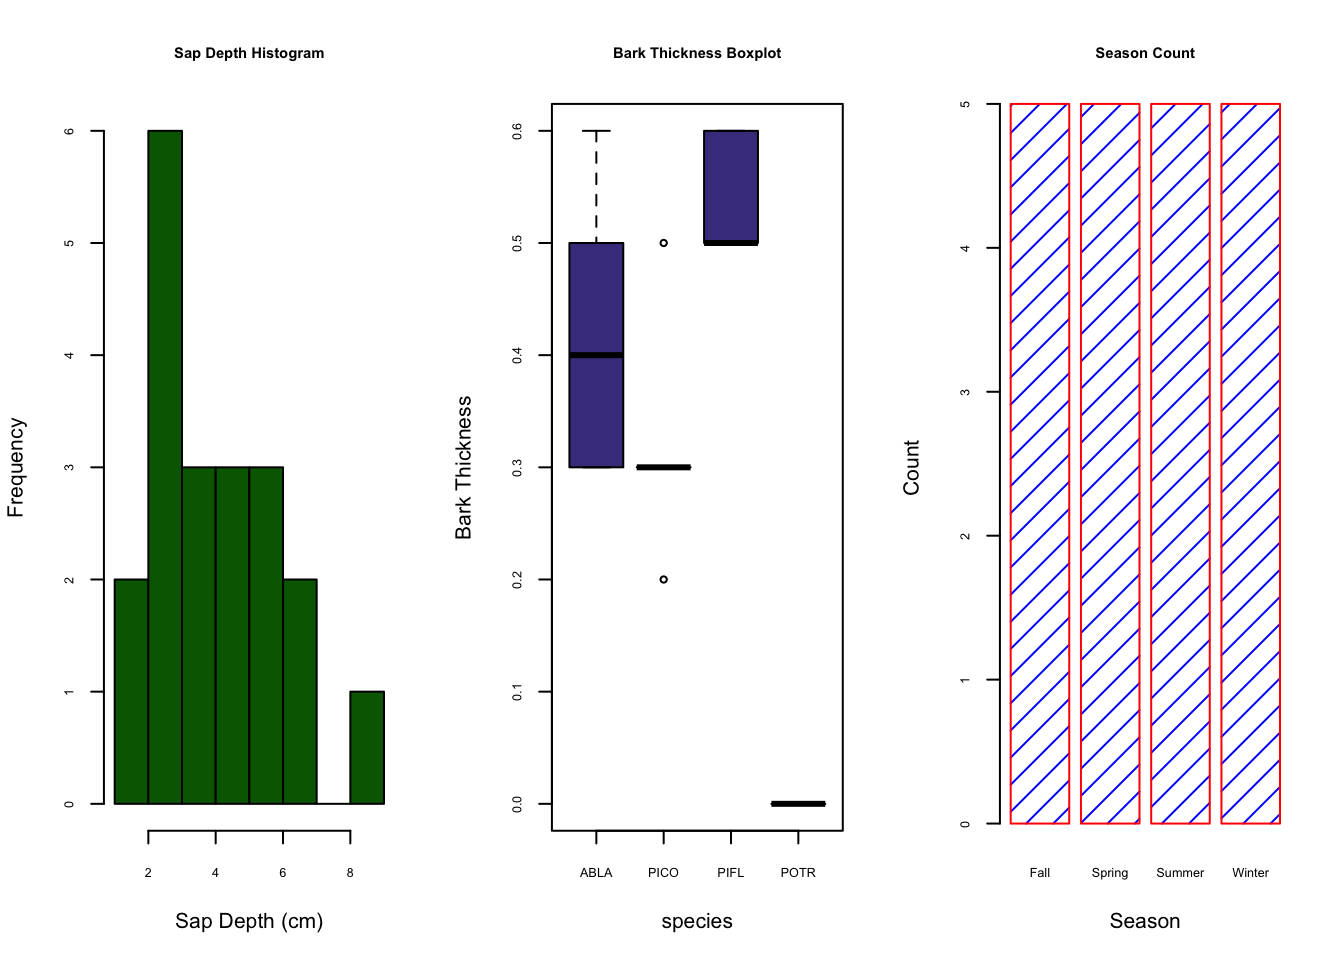 Sap Depth Histogram
Frequency
6
5
4
3
2
1
0
2 4 6 8
Sap Depth (cm)
Bark Thickness Boxplot
Bark Thickness
0.6
0.5
0.4
0.3
0.2
0.1
0.0
ABLA PICO PIFL POTR
species
Season Count
Count
5
4
3
2
1
0
Fall Spring Summer Winter
Season